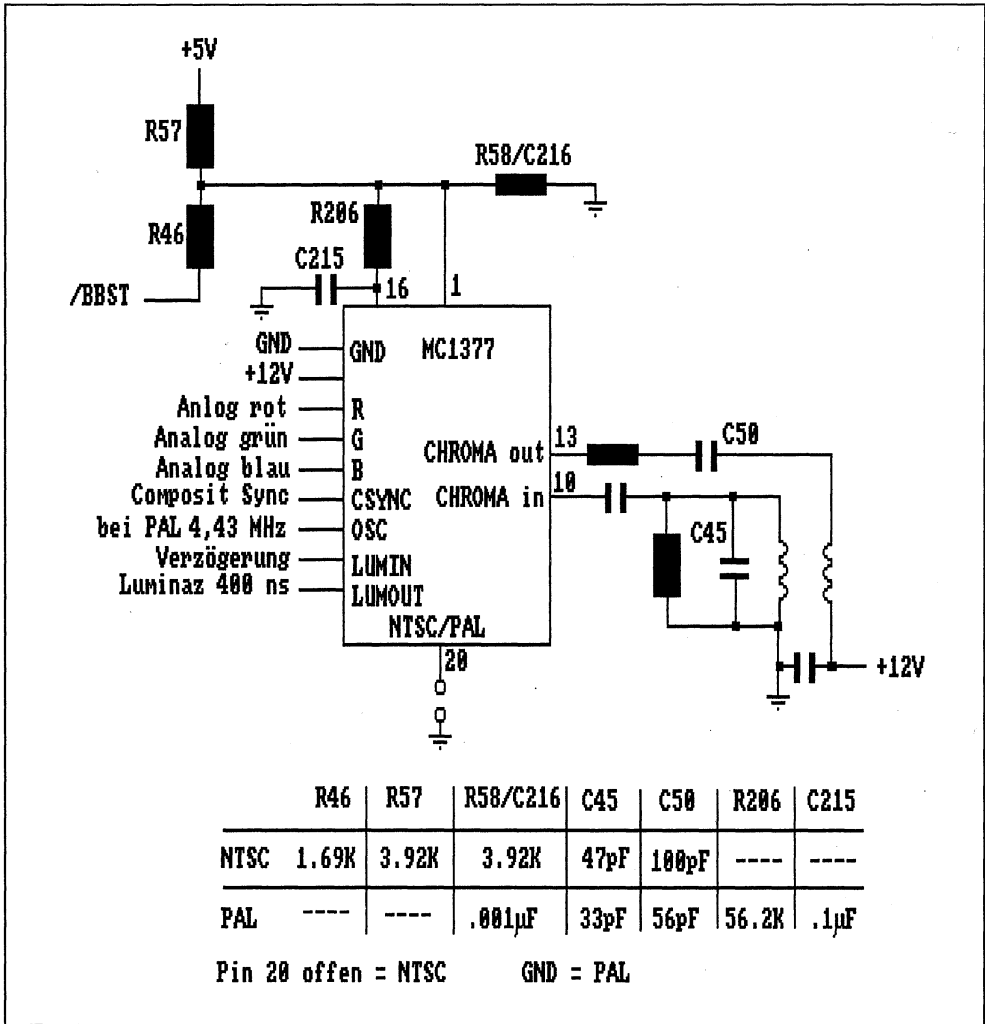 +5V
R57
R58/C216
R206
R46
C215
/BBST
16
1
GND
GND
MC1377
+12V
Anlog rot
R
Analog grün
G
13
C50
CHROMA out
Analog blau
B
10
Composit Sync
CSYNC
CHROMA in
bei PAL 4,43 MHz
OSC
C45
Verzögerung
LUMIN
Luminaz 400 ns
LUMOUT
NTSC/PAL
20
+12V
R46 R57 R58/C216 C45 C50 R206 C215
NTSC 1.69K 3.92K 3.92K 47pF 100pF ---- ----
PAL ---- ---- .001µF 33pF 56pF 56.2K .1µF
Pin 20 offen = NTSC GND = PAL